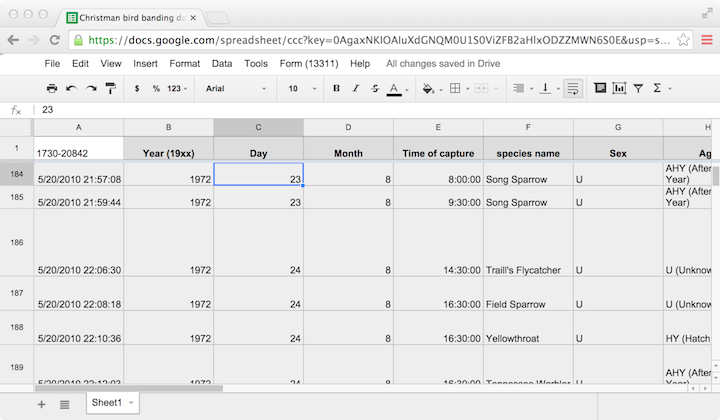 Christman bird banding da
https://docs.google.com/spreadsheet/ccc?key=0AgaxNKIOAluXdGNQM0U1S0ViZFB2aHlxODZZMWN6S0E&usp=s...
File Edit View Insert Format Data Tools Form (13311) Help All changes saved in Drive
$ % 123 Arial 10 B I S A Σ
fx 23
A B C D E F G H
1 1730-20842 Year (19xx) Day Month Time of capture species name Sex Ag
184 5/20/2010 21:57:08 1972 23 8 8:00:00 Song Sparrow U AHY (After
Year)
185 5/20/2010 21:59:44 1972 23 8 9:30:00 Song Sparrow U AHY (After
Year)
186 5/20/2010 22:06:30 1972 24 8 14:30:00 Traill's Flycatcher U U (Unknow
187 5/20/2010 22:08:18 1972 24 8 16:30:00 Field Sparrow U U (Unknow
188 5/20/2010 22:10:36 1972 24 8 16:30:00 Yellowthroat U HY (Hatch
189 5/20/2010 22:12:03 1972 24 8 16:30:00 Tennessee Warbler U AHY (After
Year)
Sheet1